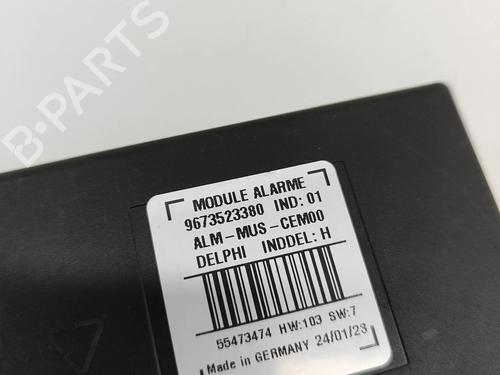 B-PARTS
MODULE ALARME
9673523380 IND: 01
ALM-MUS-CEM00
DELPHI INDDEL: H
55473474 HW:103 SW:7
Made in GERMANY 24/01/23